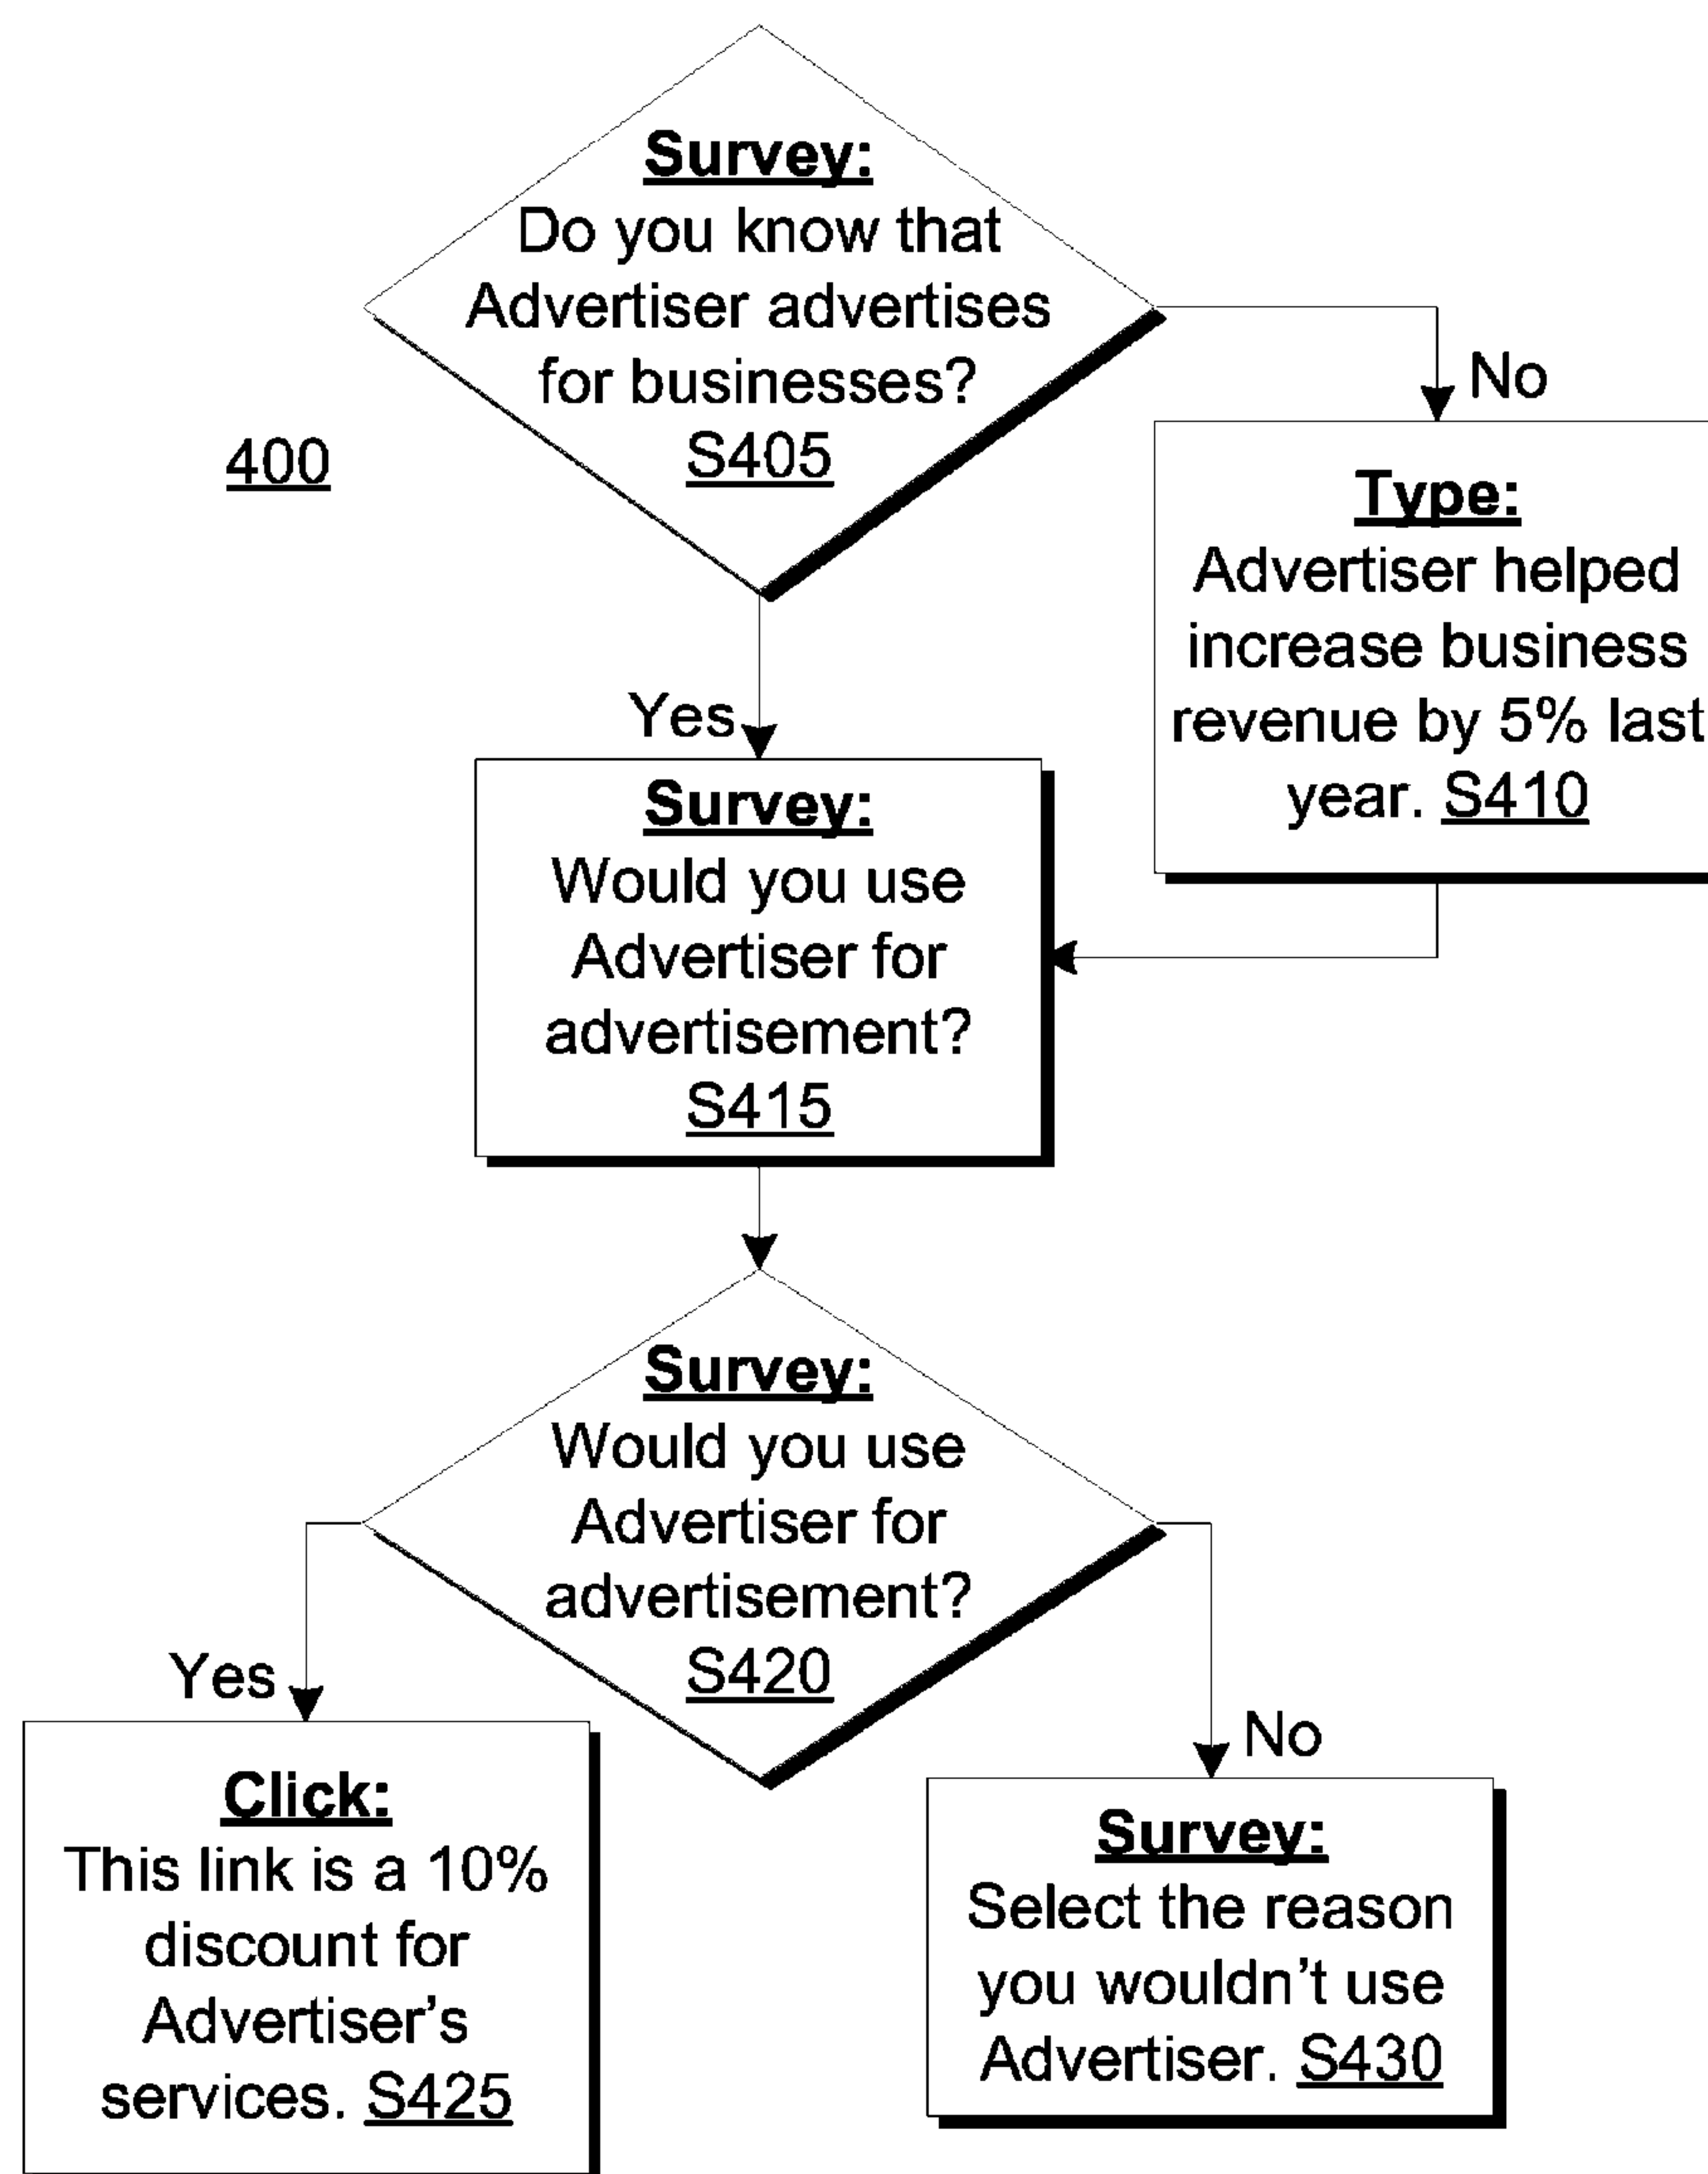 Survey:
Do you know that
Advertiser advertises
for businesses?
S405
400
No
Type:
Advertiser helped
increase business
revenue by 5% last
year. S410
Yes
Survey:
Would you use
Advertiser for
advertisement?
S415
Survey:
Would you use
Advertiser for
advertisement?
S420
Yes
Click:
This link is a 10%
discount for
Advertiser's
services. S425
No
Survey:
Select the reason
you wouldn't use
Advertiser. S430